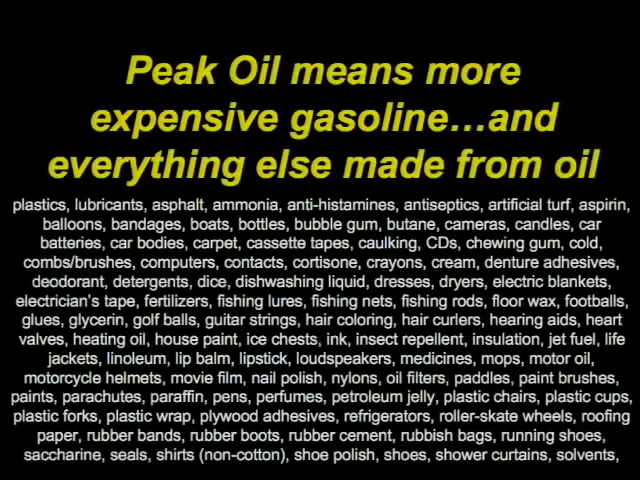 Peak Oil means more
expensive gasoline…and
everything else made from oil
plastics, lubricants, asphalt, ammonia, anti-histamines, antiseptics, artificial turf, aspirin,
balloons, bandages, boats, bottles, bubble gum, butane, cameras, candles, car
batteries, car bodies, carpet, cassette tapes, caulking, CDs, chewing gum, cold,
combs/brushes, computers, contacts, cortisone, crayons, cream, denture adhesives,
deodorant, detergents, dice, dishwashing liquid, dresses, dryers, electric blankets,
electrician's tape, fertilizers, fishing lures, fishing nets, fishing rods, floor wax, footballs,
glues, glycerin, golf balls, guitar strings, hair coloring, hair curlers, hearing aids, heart
valves, heating oil, house paint, ice chests, ink, insect repellent, insulation, jet fuel, life
jackets, linoleum, lip balm, lipstick, loudspeakers, medicines, mops, motor oil,
motorcycle helmets, movie film, nail polish, nylons, oil filters, paddles, paint brushes,
paints, parachutes, paraffin, pens, perfumes, petroleum jelly, plastic chairs, plastic cups,
plastic forks, plastic wrap, plywood adhesives, refrigerators, roller-skate wheels, roofing
paper, rubber bands, rubber boots, rubber cement, rubbish bags, running shoes,
saccharine, seals, shirts (non-cotton), shoe polish, shoes, shower curtains, solvents,